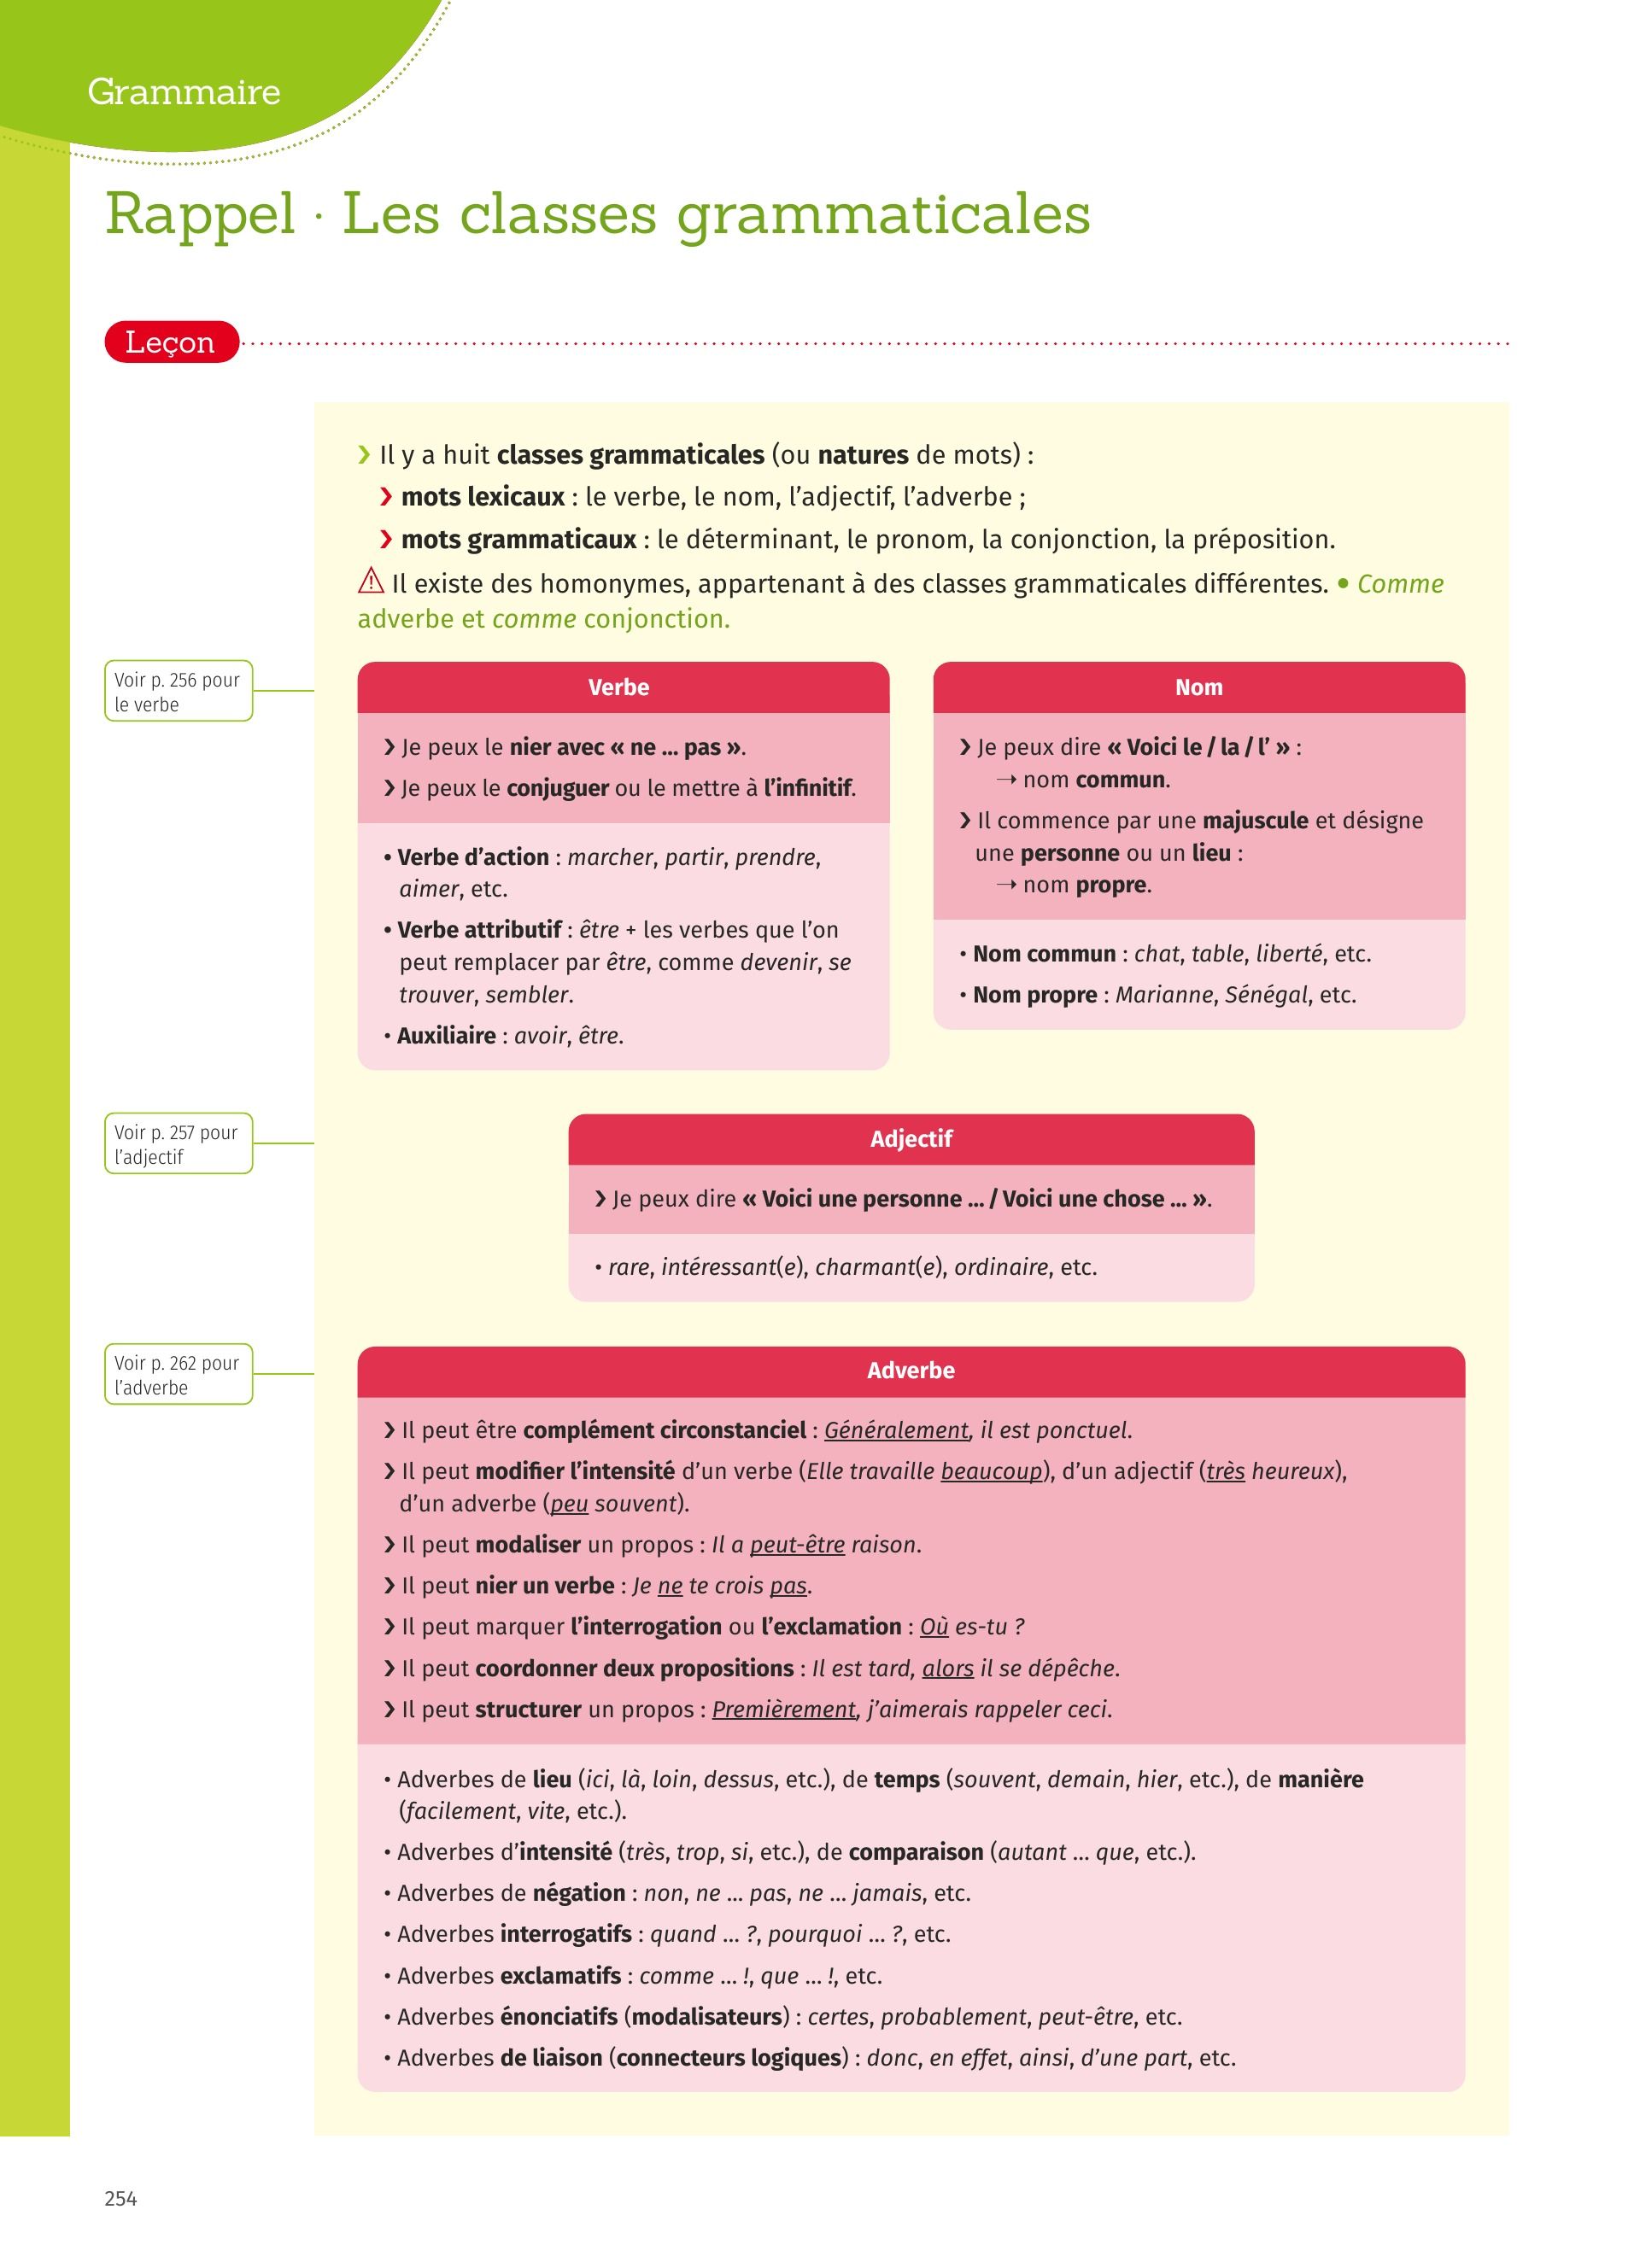 Grammaire
Rappel · Les classes grammaticales
Leçon
❯ Il y a huit classes grammaticales (ou natures de mots) :
❯ mots lexicaux : le verbe, le nom, l’adjectif, l’adverbe ;
❯ mots grammaticaux : le déterminant, le pronom, la conjonction, la préposition.
⚠ Il existe des homonymes, appartenant à des classes grammaticales différentes. • Comme
adverbe et comme conjonction.
Voir p. 256 pour
le verbe
Verbe
❯ Je peux le nier avec « ne … pas ».
❯ Je peux le conjuguer ou le mettre à l’infinitif.
• Verbe d’action : marcher, partir, prendre,
aimer, etc.
• Verbe attributif : être + les verbes que l’on
peut remplacer par être, comme devenir, se
trouver, sembler.
• Auxiliaire : avoir, être.
Nom
❯ Je peux dire « Voici le / la / l’ » :
→ nom commun.
❯ Il commence par une majuscule et désigne
une personne ou un lieu :
→ nom propre.
• Nom commun : chat, table, liberté, etc.
• Nom propre : Marianne, Sénégal, etc.
Voir p. 257 pour
l’adjectif
Adjectif
❯ Je peux dire « Voici une personne … / Voici une chose … ».
• rare, intéressant(e), charmant(e), ordinaire, etc.
Voir p. 262 pour
l’adverbe
Adverbe
❯ Il peut être complément circonstanciel : Généralement, il est ponctuel.
❯ Il peut modifier l’intensité d’un verbe (Elle travaille beaucoup), d’un adjectif (très heureux),
d’un adverbe (peu souvent).
❯ Il peut modaliser un propos : Il a peut-être raison.
❯ Il peut nier un verbe : Je ne te crois pas.
❯ Il peut marquer l’interrogation ou l’exclamation : Où es-tu ?
❯ Il peut coordonner deux propositions : Il est tard, alors il se dépêche.
❯ Il peut structurer un propos : Premièrement, j’aimerais rappeler ceci.
• Adverbes de lieu (ici, là, loin, dessus, etc.), de temps (souvent, demain, hier, etc.), de manière
(facilement, vite, etc.).
• Adverbes d’intensité (très, trop, si, etc.), de comparaison (autant … que, etc.).
• Adverbes de négation : non, ne … pas, ne … jamais, etc.
• Adverbes interrogatifs : quand … ?, pourquoi … ?, etc.
• Adverbes exclamatifs : comme … !, que … !, etc.
• Adverbes énonciatifs (modalisateurs) : certes, probablement, peut-être, etc.
• Adverbes de liaison (connecteurs logiques) : donc, en effet, ainsi, d’une part, etc.
254